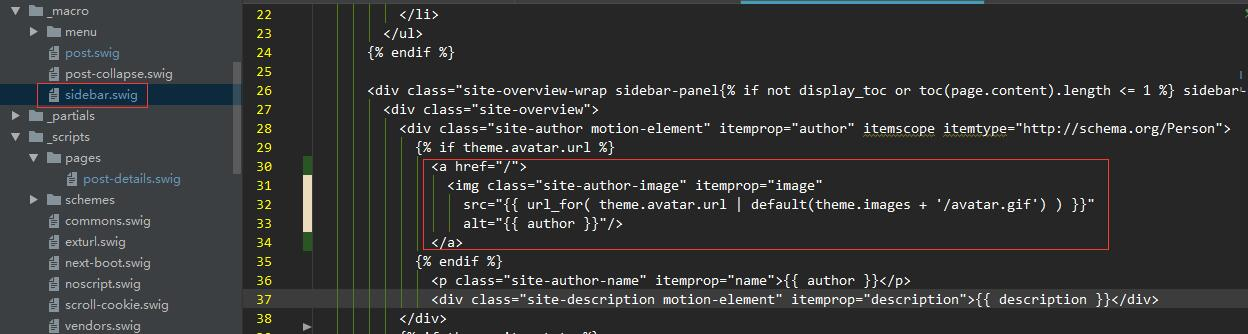 _macro
menu
post.swig
post-collapse.swig
sidebar.swig
_partials
_scripts
pages
post-details.swig
schemes
commons.swig
exturl.swig
next-boot.swig
noscript.swig
scroll-cookie.swig
vendors.swig
22 </li>
23 </ul>
24 {% endif %}
25
26 <div class="site-overview-wrap sidebar-panel{% if not display_toc or toc(page.content).length <= 1 %} sidebar-
27 <div class="site-overview">
28 <div class="site-author motion-element" itemprop="author" itemscope itemtype="http://schema.org/Person">
29 {% if theme.avatar.url %}
30 <a href="/">
31 <img class="site-author-image" itemprop="image"
32 src="{{ url_for( theme.avatar.url | default(theme.images + '/avatar.gif') ) }}"
33 alt="{{ author }}"/>
34 </a>
35 {% endif %}
36 <p class="site-author-name" itemprop="name">{{ author }}</p>
37 <div class="site-description motion-element" itemprop="description">{{ description }}</div>
38 </div>